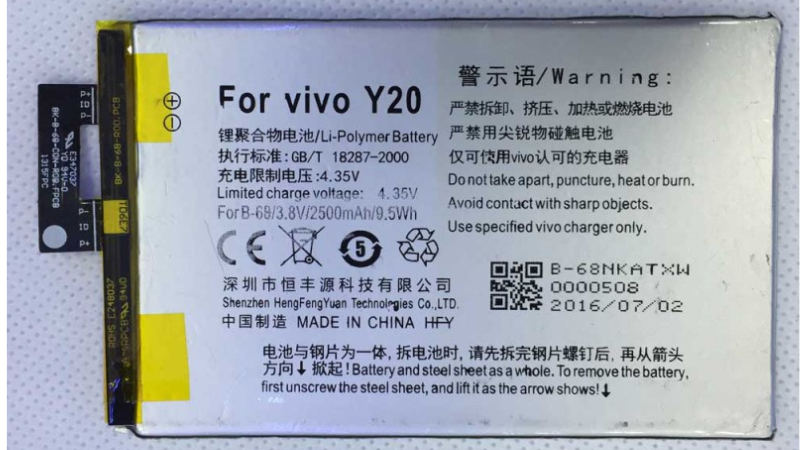 For vivo Y20
锂聚合物电池/Li-Polymer Battery
执行标准:GB/T 18287-2000
充电限制电压:4.35V
Limited charge voltage: 4.35V
For B-68/3.8V/2500mAh/9.5Wh
5
深圳市恒丰源科技有限公司
Shenzhen HengFengYuan Technologies Co.,LTD.
中国制造 MADE IN CHINA HFY
警示语/Warning:
严禁拆卸、挤压、加热或燃烧电池
严禁用尖锐物碰触电池
仅可使用vivo认可的充电器
Do not take apart, puncture, heat or burn.
Avoid contact with sharp objects.
Use specified vivo charger only.
B-68NKATXW
0000508
2016/07/02
电池与钢片为一体,拆电池时,请先拆完钢片螺钉后,再从箭头
方向↓掀起!Battery and steel sheet as a whole. To remove the battery,
first unscrew the steel sheet, and lift it as the arrow shows!↓
E347037
1315FPC